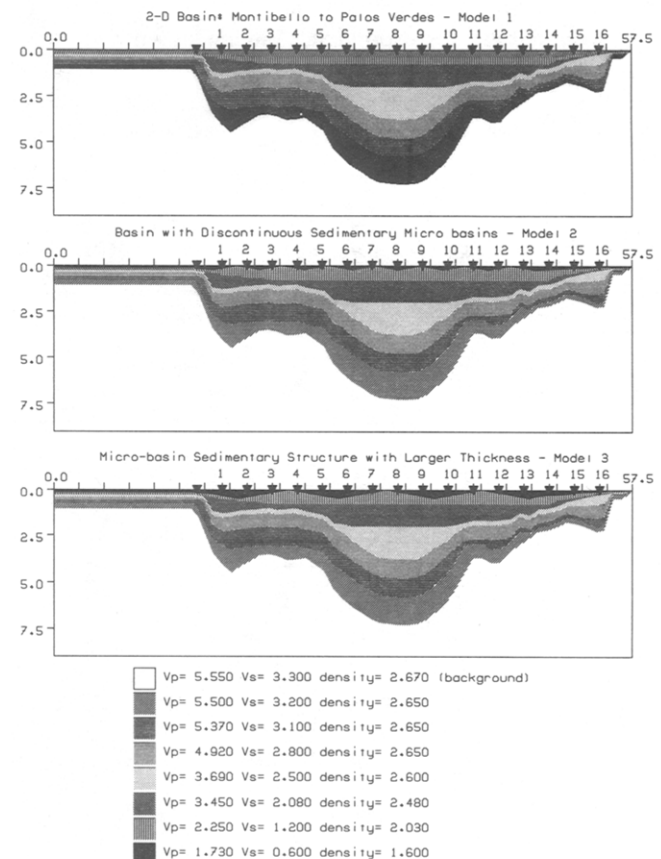 2-D Basin: Montibello to Palos Verdes - Model 1
0.0 1 2 3 4 5 6 7 8 9 10 11 12 13 14 15 16 57.5
0.0
2.5
5.0
7.5
Basin with Discontinuous Sedimentary Micro basins - Model 2
0.0 1 2 3 4 5 6 7 8 9 10 11 12 13 14 15 16 57.5
0.0
2.5
5.0
7.5
Micro-basin Sedimentary Structure with Larger Thickness - Model 3
0.0 1 2 3 4 5 6 7 8 9 10 11 12 13 14 15 16 57.5
0.0
2.5
5.0
7.5
Vp= 5.550 Vs= 3.300 density= 2.670 (background)
Vp= 5.500 Vs= 3.200 density= 2.650
Vp= 5.370 Vs= 3.100 density= 2.650
Vp= 4.920 Vs= 2.800 density= 2.650
Vp= 3.690 Vs= 2.500 density= 2.600
Vp= 3.450 Vs= 2.080 density= 2.480
Vp= 2.250 Vs= 1.200 density= 2.030
Vp= 1.730 Vs= 0.600 density= 1.600